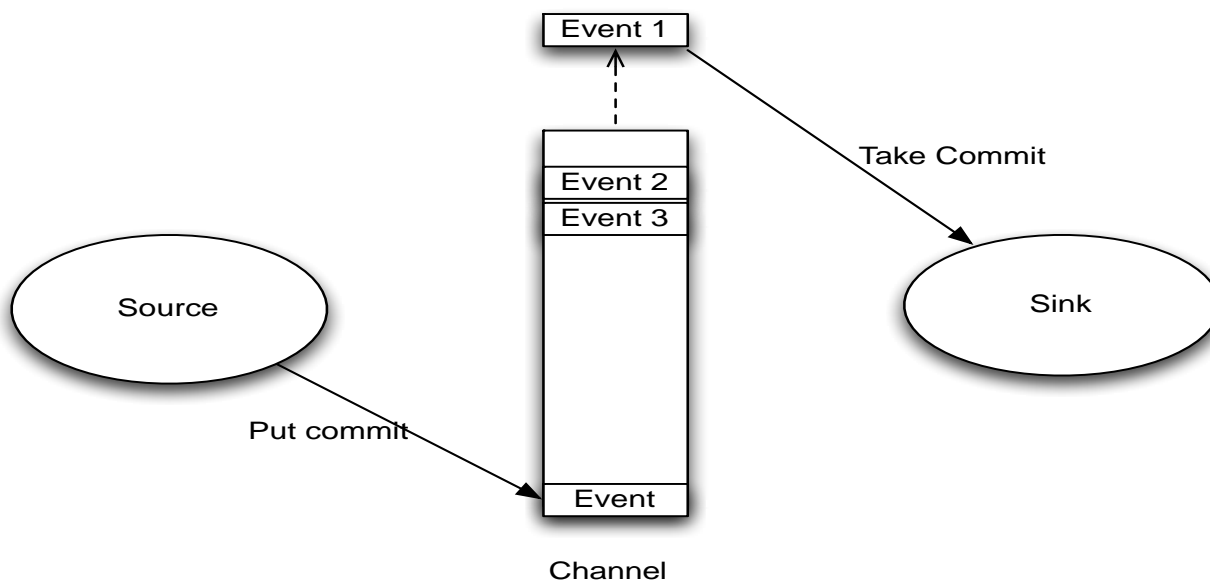 Event 1
Take Commit
Event 2
Event 3
Source
Sink
Put commit
Event
Channel